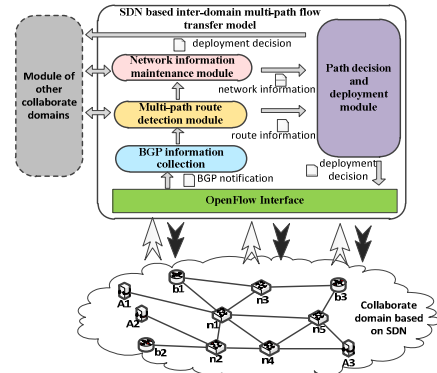 SDN based inter-domain multi-path flow
transfer model
deployment decision
Module of
other
collaborate
domains
Network information
maintenance module
network information
Path decision
and
deployment
module
Multi-path route
detection module
route information
BGP information
collection
deployment
decision
BGP notification
OpenFlow Interface
b1
n3
b3
A1
A2
n1
n5
Collaborate
domain based
on SDN
b2
n2
n4
A3